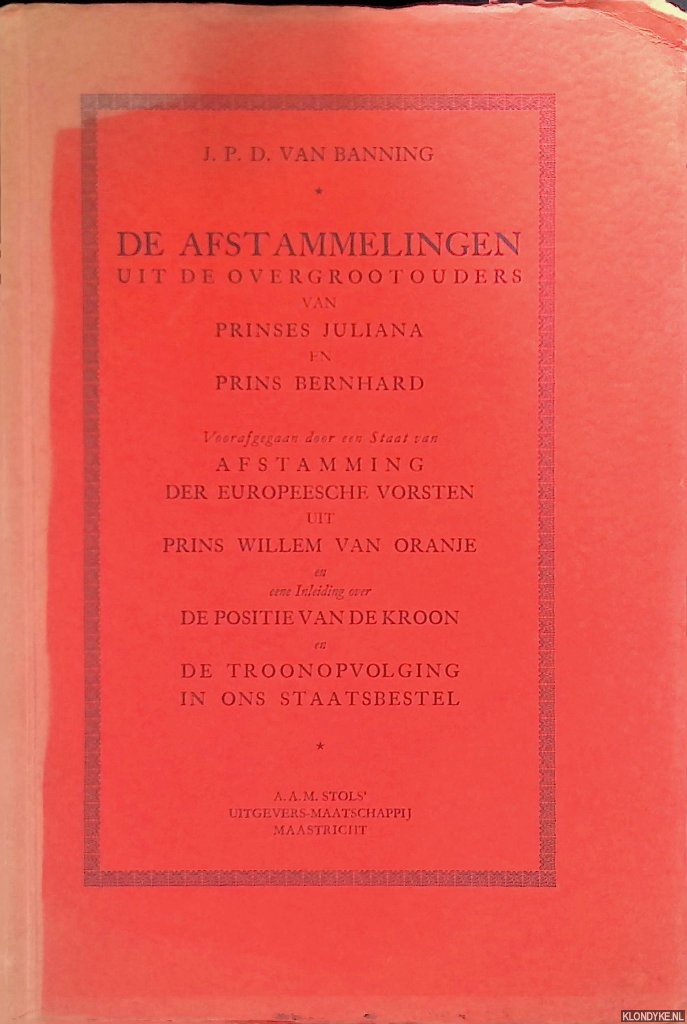 J. P. D. VAN BANNING
★
DE AFSTAMMELINGEN
UIT DE OVERGROOTOUDERS
VAN
PRINSES JULIANA
EN
PRINS BERNHARD
Voorafgegaan door een Staat van
AFSTAMMING
DER EUROPEESCHE VORSTEN
UIT
PRINS WILLEM VAN ORANJE
en
eene Inleiding over
DE POSITIE VAN DE KROON
en
DE TROONOPVOLGING
IN ONS STAATSBESTEL
★
A.A.M. STOLS'
UITGEVERS-MAATSCHAPPIJ
MAASTRICHT
KLONDYKE.NL